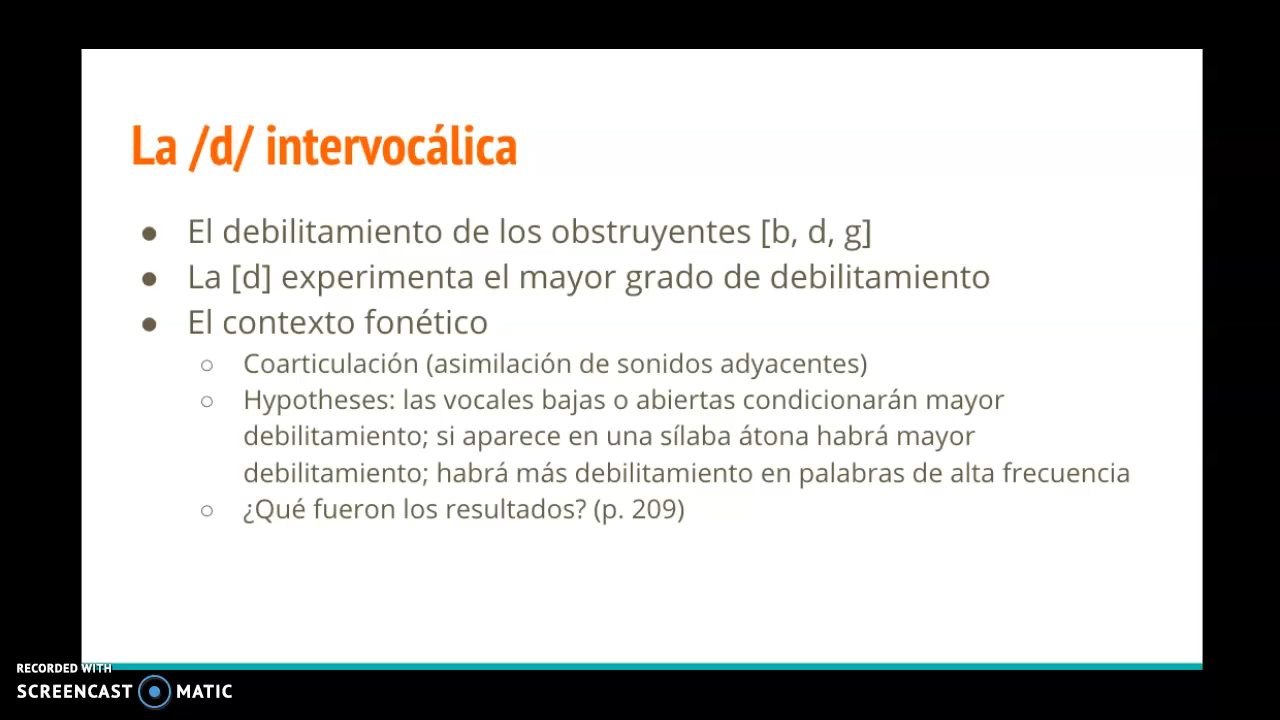 La /d/ intervocálica
● El debilitamiento de los obstruyentes [b, d, g]
● La [d] experimenta el mayor grado de debilitamiento
● El contexto fonético
○ Coarticulación (asimilación de sonidos adyacentes)
○ Hypotheses: las vocales bajas o abiertas condicionarán mayor
debilitamiento; si aparece en una sílaba átona habrá mayor
debilitamiento; habrá más debilitamiento en palabras de alta frecuencia
○ ¿Qué fueron los resultados? (p. 209)
RECORDED WITH
SCREENCAST MATIC